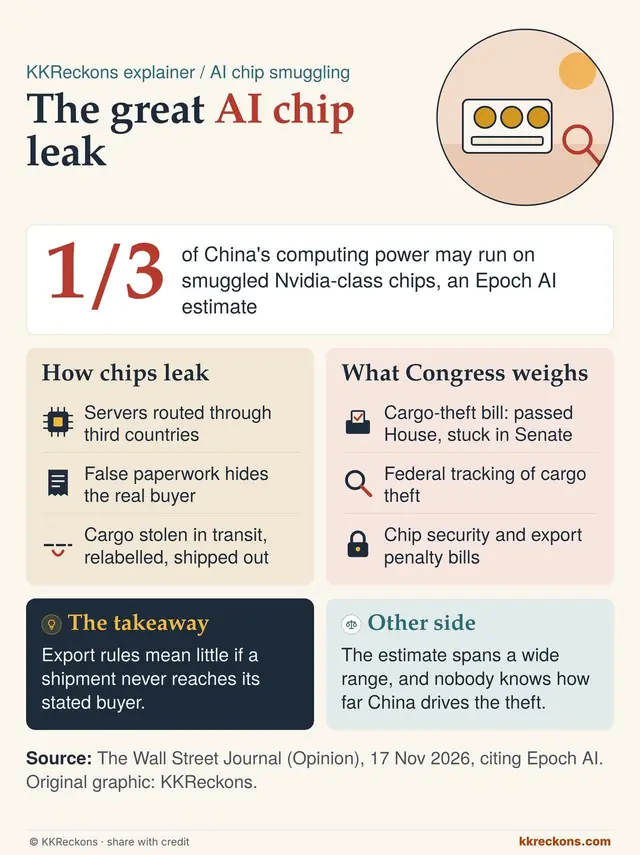 KKReckons explainer / AI chip smuggling
The great AI chip
leak
1/3
of China's computing power may run on
smuggled Nvidia-class chips, an Epoch AI
estimate
How chips leak
Servers routed through
third countries
False paperwork hides
the real buyer
Cargo stolen in transit,
relabelled, shipped out
What Congress weighs
Cargo-theft bill: passed
House, stuck in Senate
Federal tracking of cargo
theft
Chip security and export
penalty bills
The takeaway
Export rules mean little if a
shipment never reaches its
stated buyer.
Other side
The estimate spans a wide
range, and nobody knows how
far China drives the theft.
Source: The Wall Street Journal (Opinion), 17 Nov 2026, citing Epoch AI.
Original graphic: KKReckons.
© KKReckons · share with credit
kkreckons.com